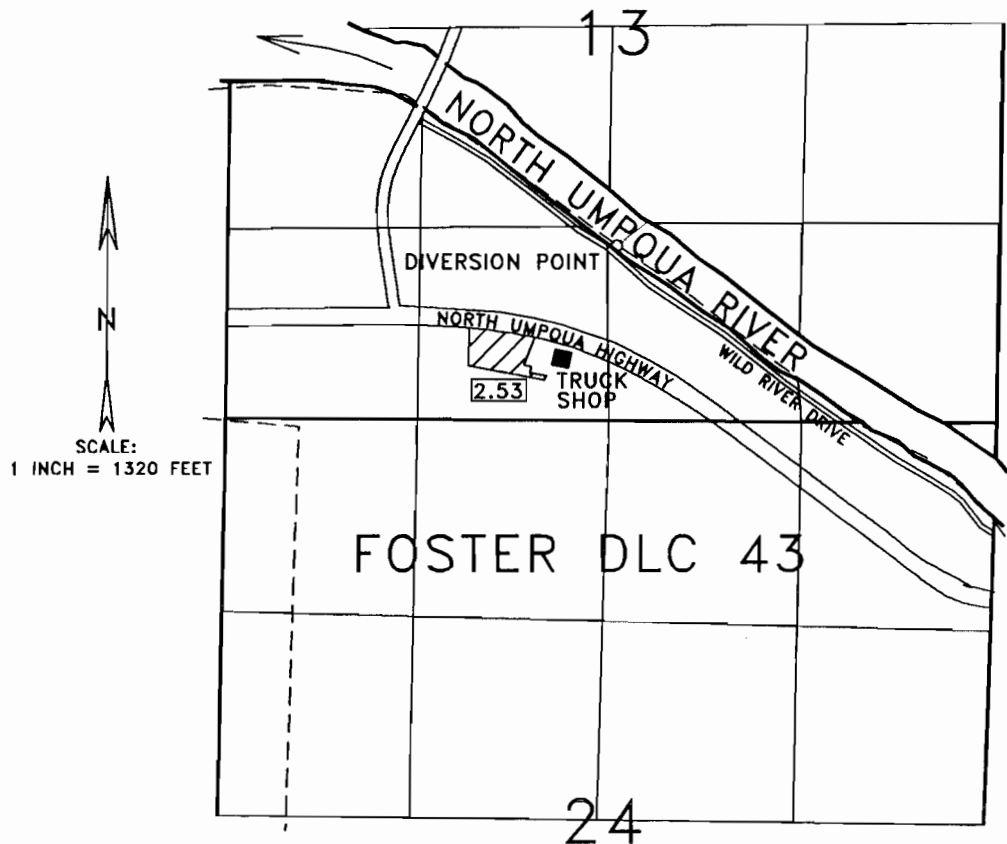 13
NORTH UMPQUA RIVER
DIVERSION POINT
N
NORTH UMPQUA HIGHWAY
WILD RIVER DRIVE
2.53
TRUCK
SHOP
SCALE:
1 INCH = 1320 FEET
FOSTER DLC 43
24